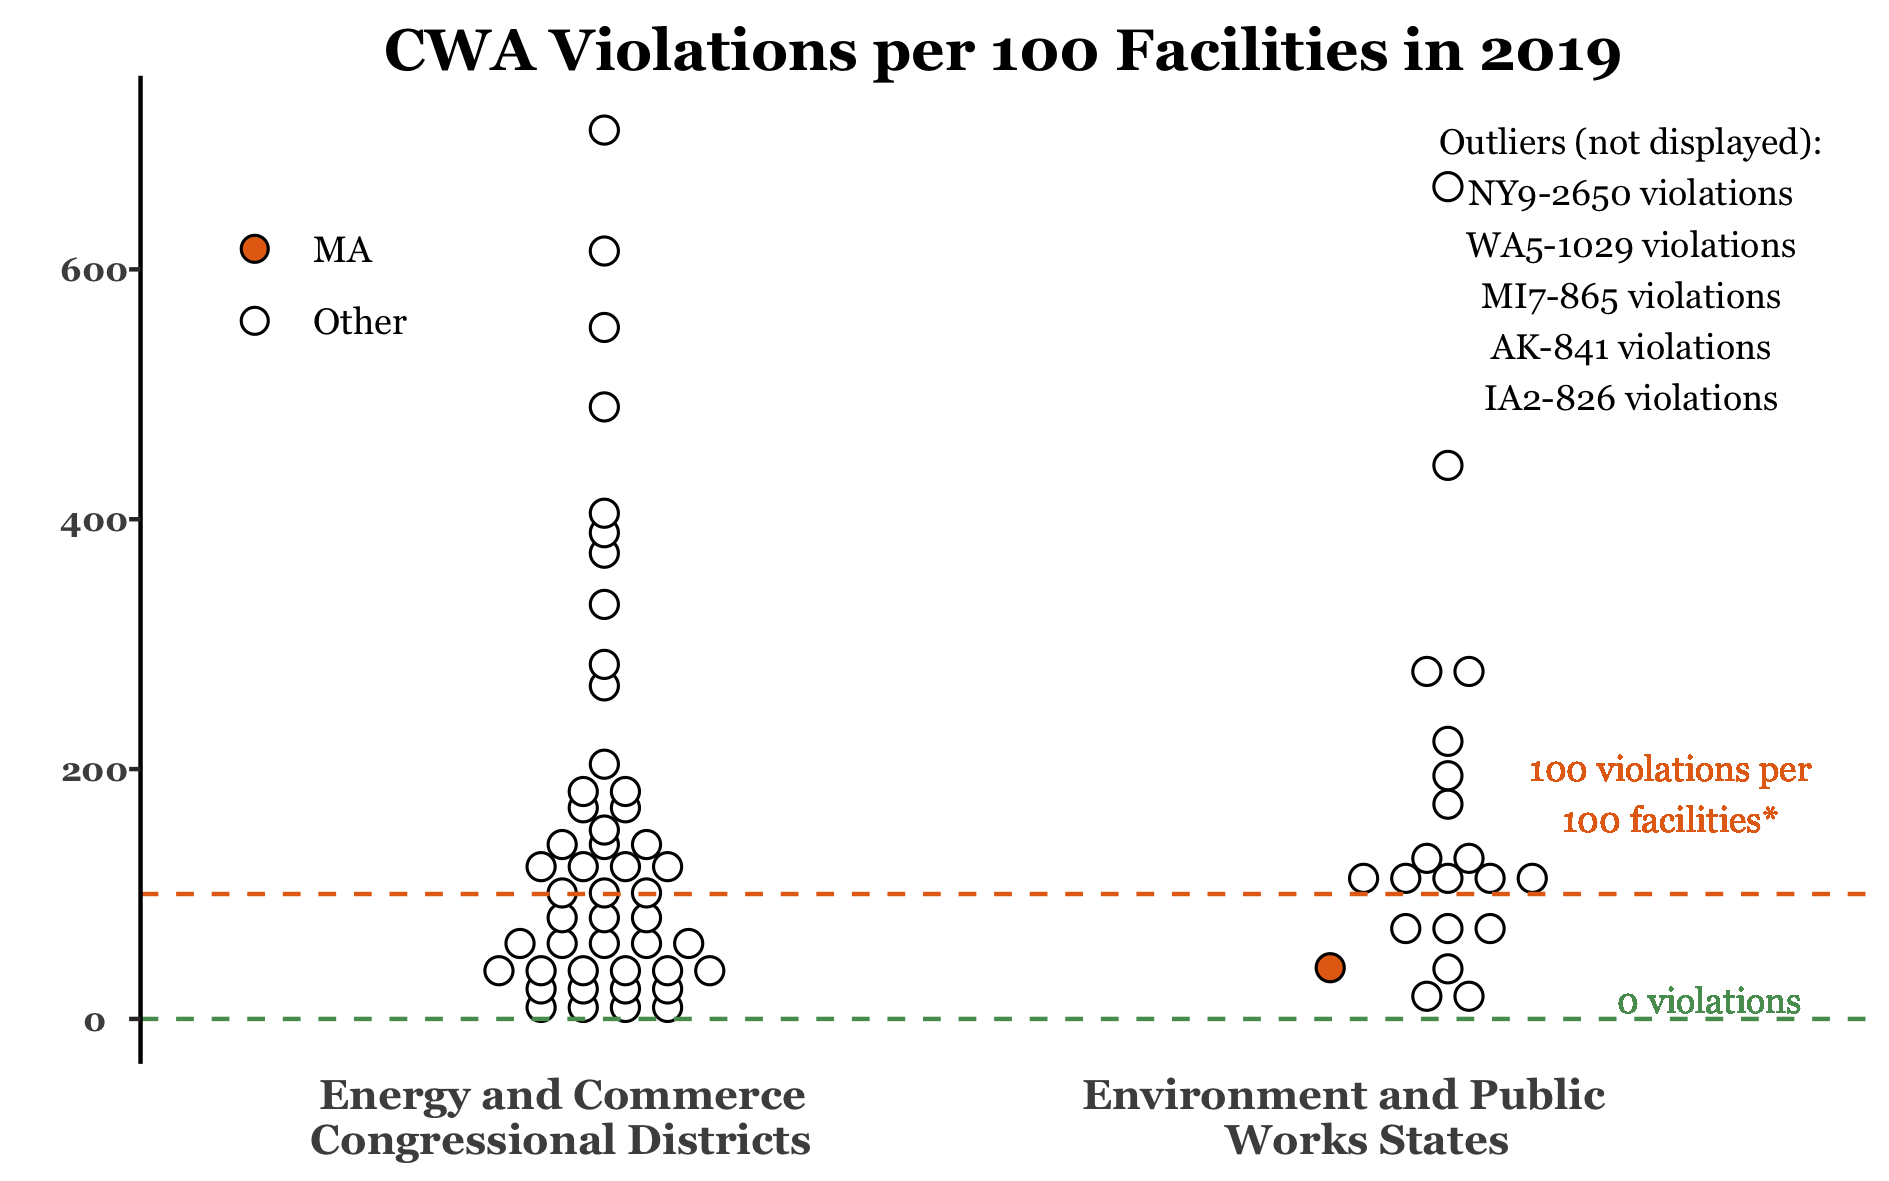 CWA Violations per 100 Facilities in 2019
Outliers (not displayed):
NY9-2650 violations
WA5-1029 violations
MI7-865 violations
AK-841 violations
IA2-826 violations
MA
Other
600
400
200
0
100 violations per
100 facilities*
0 violations
Energy and Commerce
Congressional Districts
Environment and Public
Works States